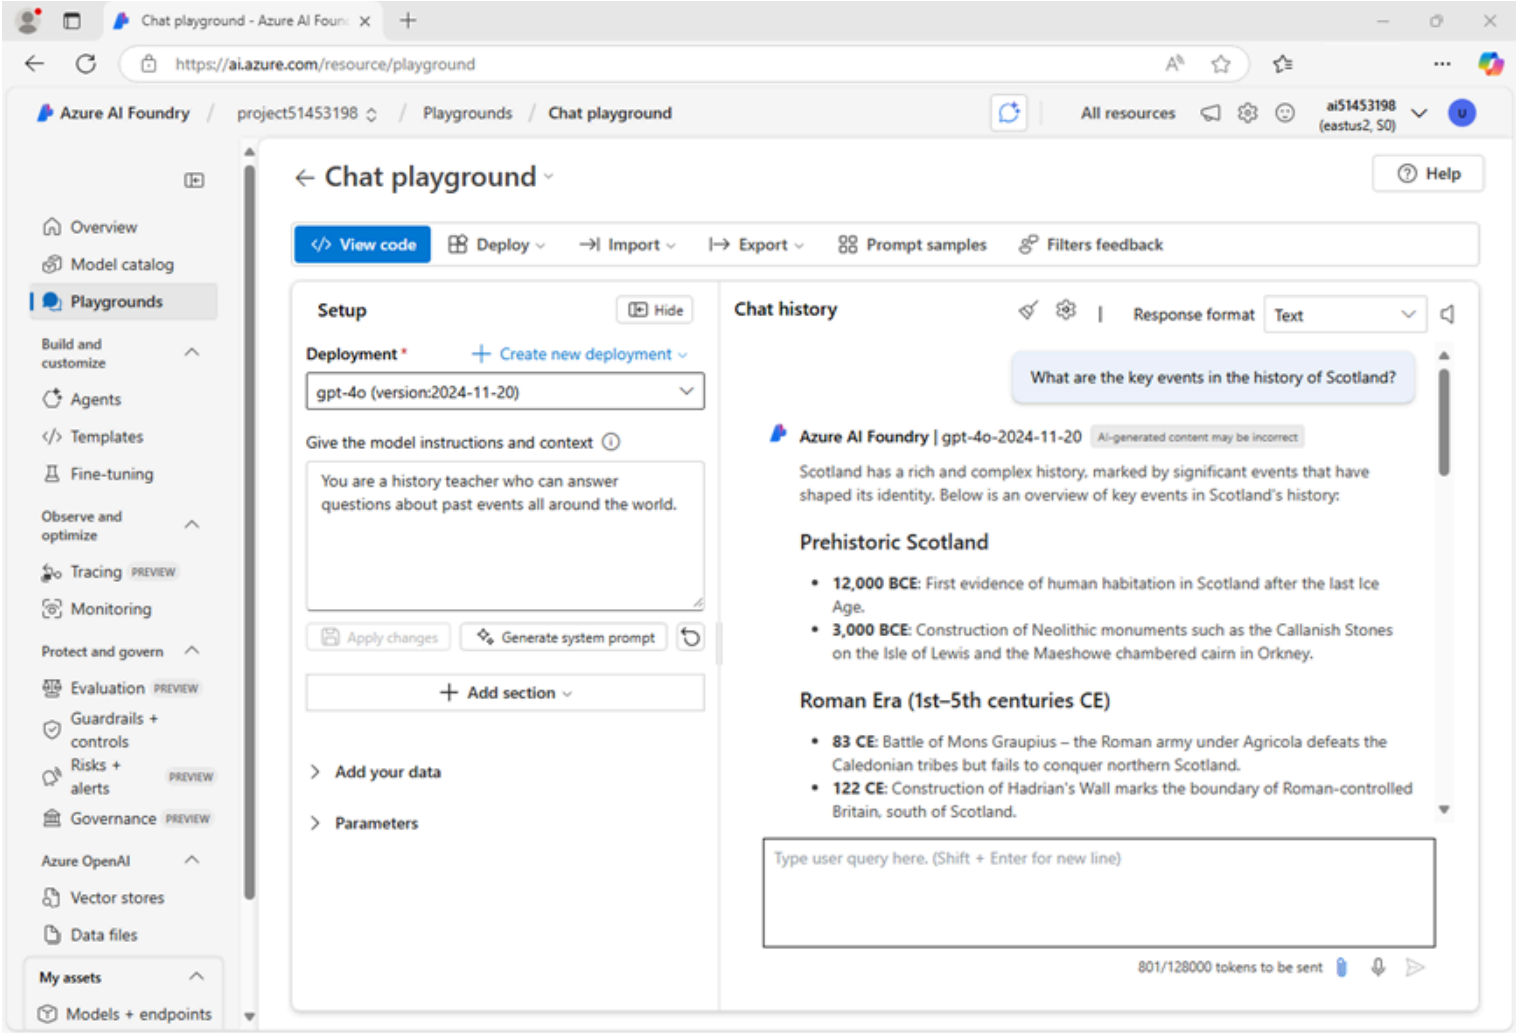 Chat playground - Azure AI Foun
https://ai.azure.com/resource/playground
Azure AI Foundry / project51453198 / Playgrounds / Chat playground
All resources
ai51453198
(eastus2, S0)
U
Chat playground
Help
Overview
Model catalog
Playgrounds
Build and
customize
Agents
Templates
Fine-tuning
Observe and
optimize
Tracing PREVIEW
Monitoring
Protect and govern
Evaluation PREVIEW
Guardrails +
controls
Risks +
alerts
PREVIEW
Governance PREVIEW
Azure OpenAI
Vector stores
Data files
My assets
Models + endpoints
</> View code
Deploy
Import
Export
Prompt samples
Filters feedback
Setup
Hide
Deployment *
+ Create new deployment
gpt-4o (version:2024-11-20)
Give the model instructions and context
You are a history teacher who can answer
questions about past events all around the world.
Apply changes
Generate system prompt
+ Add section
Add your data
Parameters
Chat history
Response format
Text
What are the key events in the history of Scotland?
Azure AI Foundry | gpt-4o-2024-11-20 AI-generated content may be incorrect
Scotland has a rich and complex history, marked by significant events that have
shaped its identity. Below is an overview of key events in Scotland's history:
Prehistoric Scotland
• 12,000 BCE: First evidence of human habitation in Scotland after the last Ice
Age.
• 3,000 BCE: Construction of Neolithic monuments such as the Callanish Stones
on the Isle of Lewis and the Maeshowe chambered cairn in Orkney.
Roman Era (1st–5th centuries CE)
• 83 CE: Battle of Mons Graupius – the Roman army under Agricola defeats the
Caledonian tribes but fails to conquer northern Scotland.
• 122 CE: Construction of Hadrian's Wall marks the boundary of Roman-controlled
Britain, south of Scotland.
Type user query here. (Shift + Enter for new line)
801/128000 tokens to be sent